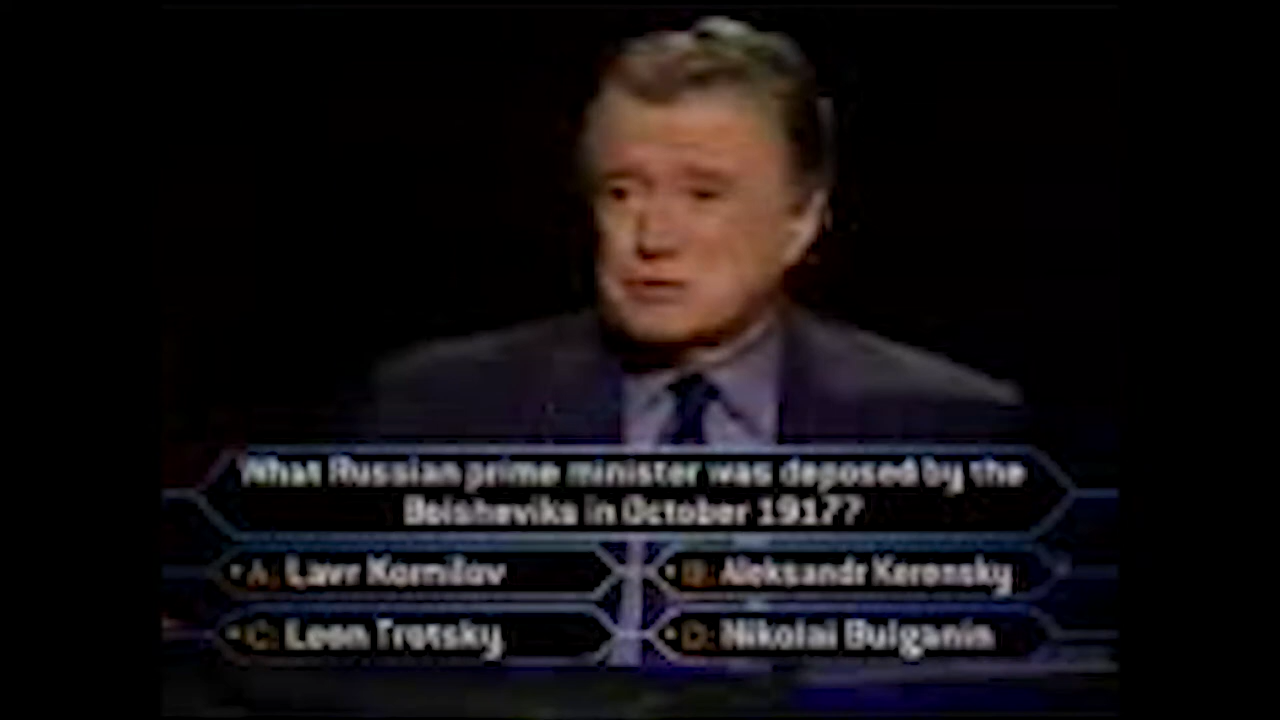 What Russian prime minister was deposed by the
Bolsheviks in October 1917?
A: Lavr Kornilov
B: Aleksandr Kerensky
C: Leon Trotsky
D: Nikolai Bulganin